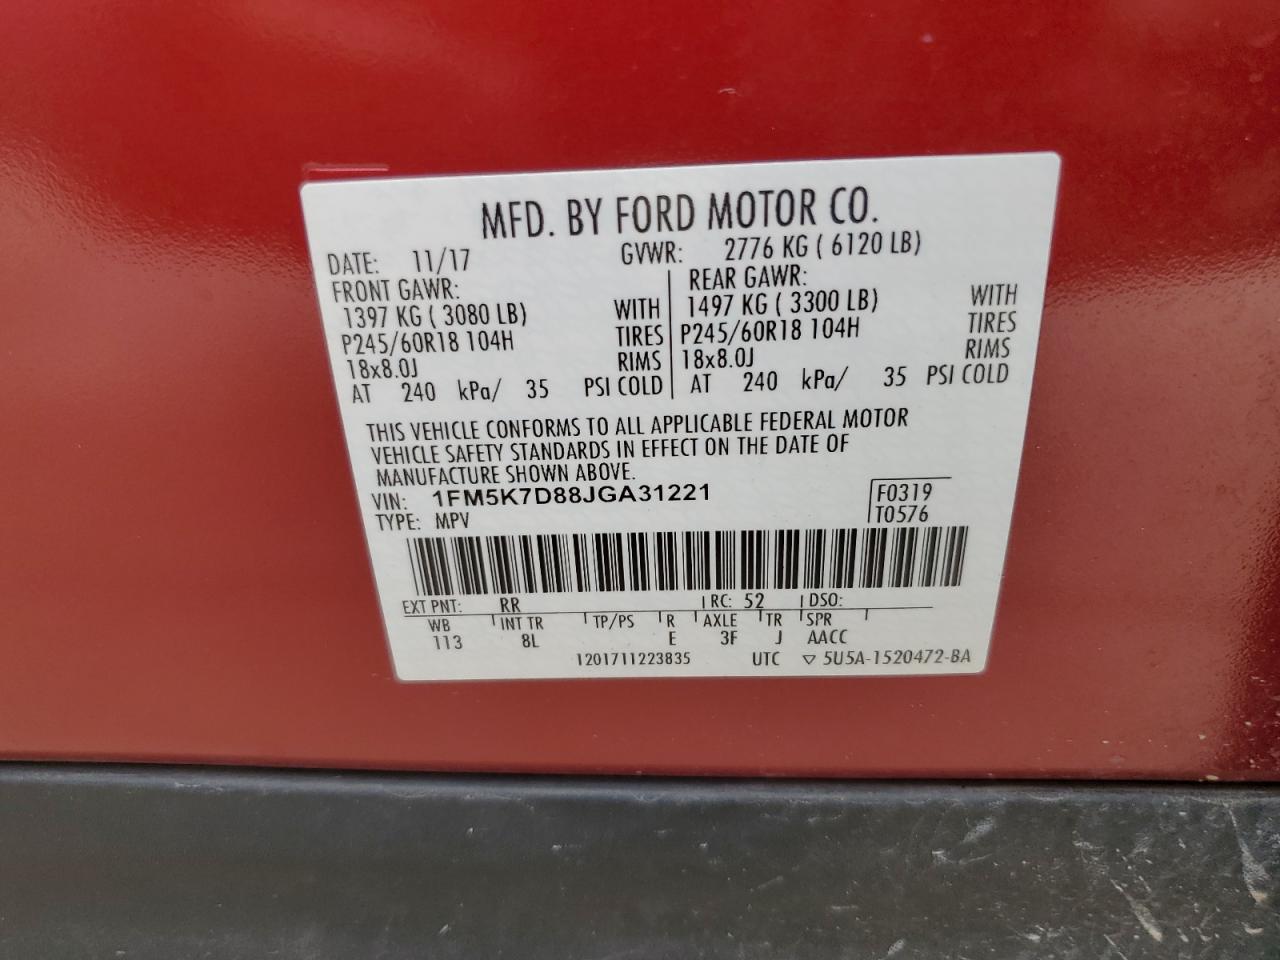 MFD. BY FORD MOTOR CO.
DATE: 11/17 GVWR: 2776 KG ( 6120 LB)
FRONT GAWR: REAR GAWR:
1397 KG ( 3080 LB) WITH 1497 KG ( 3300 LB) WITH
P245/60R18 104H TIRES P245/60R18 104H TIRES
18x8.0J RIMS 18x8.0J RIMS
AT 240 kPa/ 35 PSI COLD AT 240 kPa/ 35 PSI COLD
THIS VEHICLE CONFORMS TO ALL APPLICABLE FEDERAL MOTOR
VEHICLE SAFETY STANDARDS IN EFFECT ON THE DATE OF
MANUFACTURE SHOWN ABOVE.
VIN: 1FM5K7D88JGA31221 F0319
TYPE: MPV T0576
EXT PNT: RR RC: 52 DSO:
WB INT TR TP/PS R AXLE TR SPR
113 8L E 3F J AACC
1201711223835 UTC ▽ 5U5A-1520472-BA